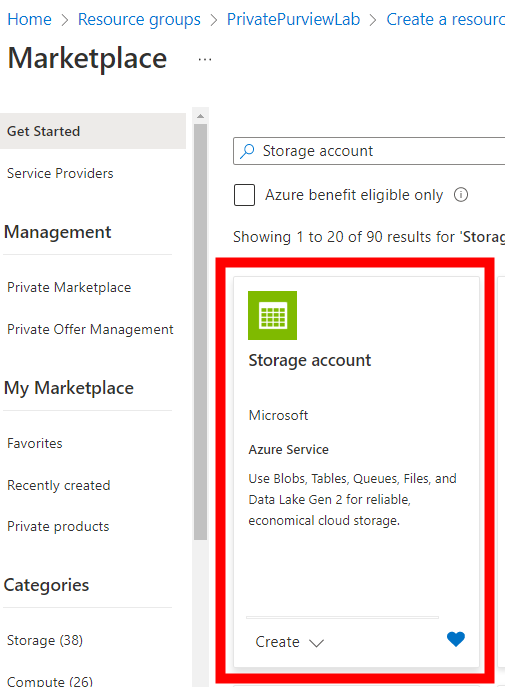 Home > Resource groups > PrivatePurviewLab > Create a resourc
Marketplace ...
Get Started
Service Providers
Management
Private Marketplace
Private Offer Management
My Marketplace
Favorites
Recently created
Private products
Categories
Storage (38)
Compute (26)
Storage account
Azure benefit eligible only
Showing 1 to 20 of 90 results for 'Storag
Storage account
Microsoft
Azure Service
Use Blobs, Tables, Queues, Files, and
Data Lake Gen 2 for reliable,
economical cloud storage.
Create